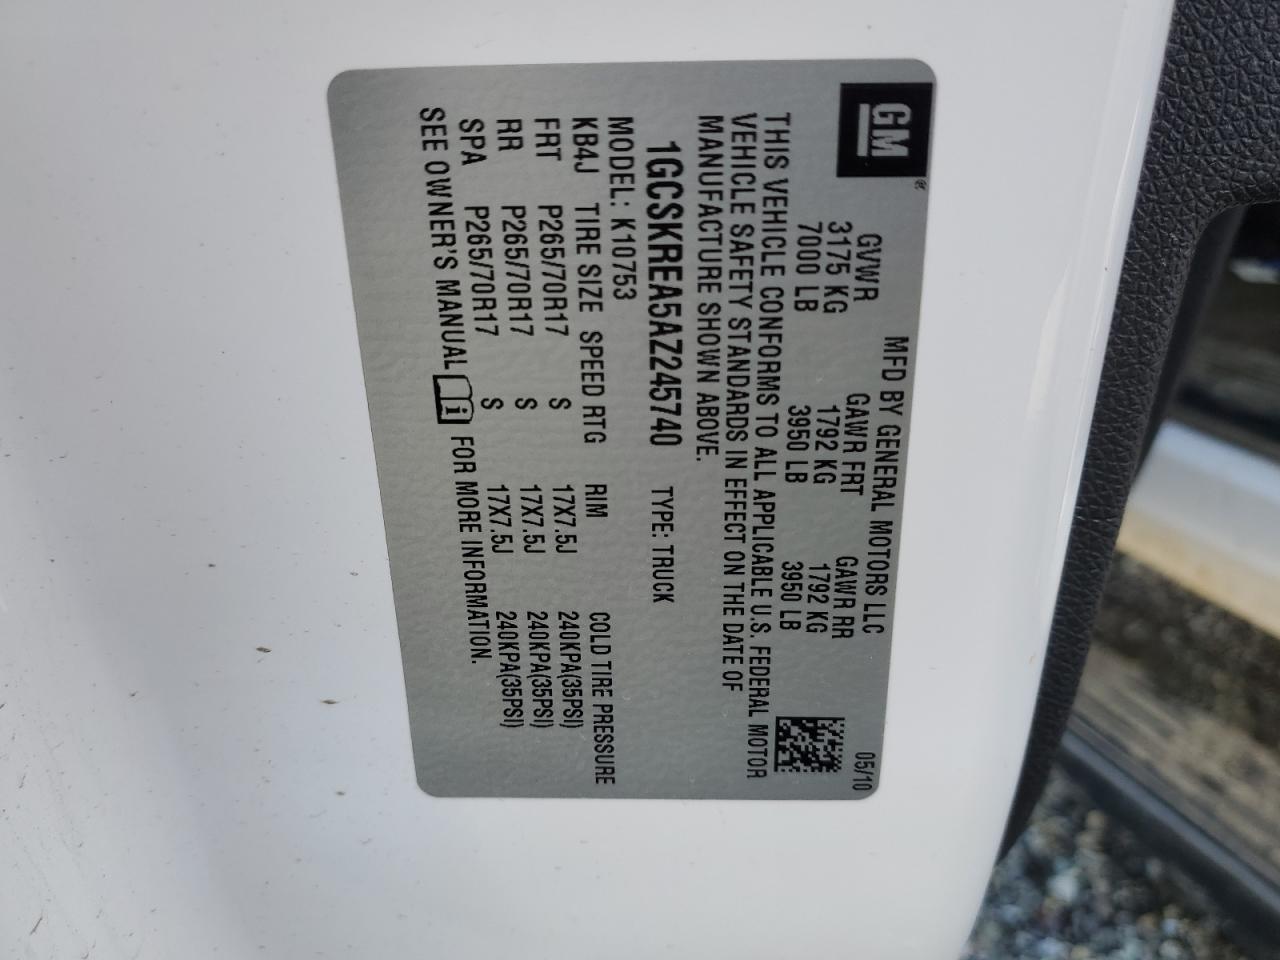 GM®
MFD BY GENERAL MOTORS LLC 05/10
GVWR GAWR FRT GAWR RR
3175 KG 1792 KG 1792 KG
7000 LB 3950 LB 3950 LB
THIS VEHICLE CONFORMS TO ALL APPLICABLE U.S. FEDERAL MOTOR
VEHICLE SAFETY STANDARDS IN EFFECT ON THE DATE OF
MANUFACTURE SHOWN ABOVE.
1GCSKREA5AZ245740 TYPE: TRUCK
MODEL: K10753
KB4J TIRE SIZE SPEED RTG RIM COLD TIRE PRESSURE
FRT P265/70R17 S 17X7.5J 240KPA(35PSI)
RR P265/70R17 S 17X7.5J 240KPA(35PSI)
SPA P265/70R17 S 17X7.5J 240KPA(35PSI)
SEE OWNER'S MANUAL i FOR MORE INFORMATION.